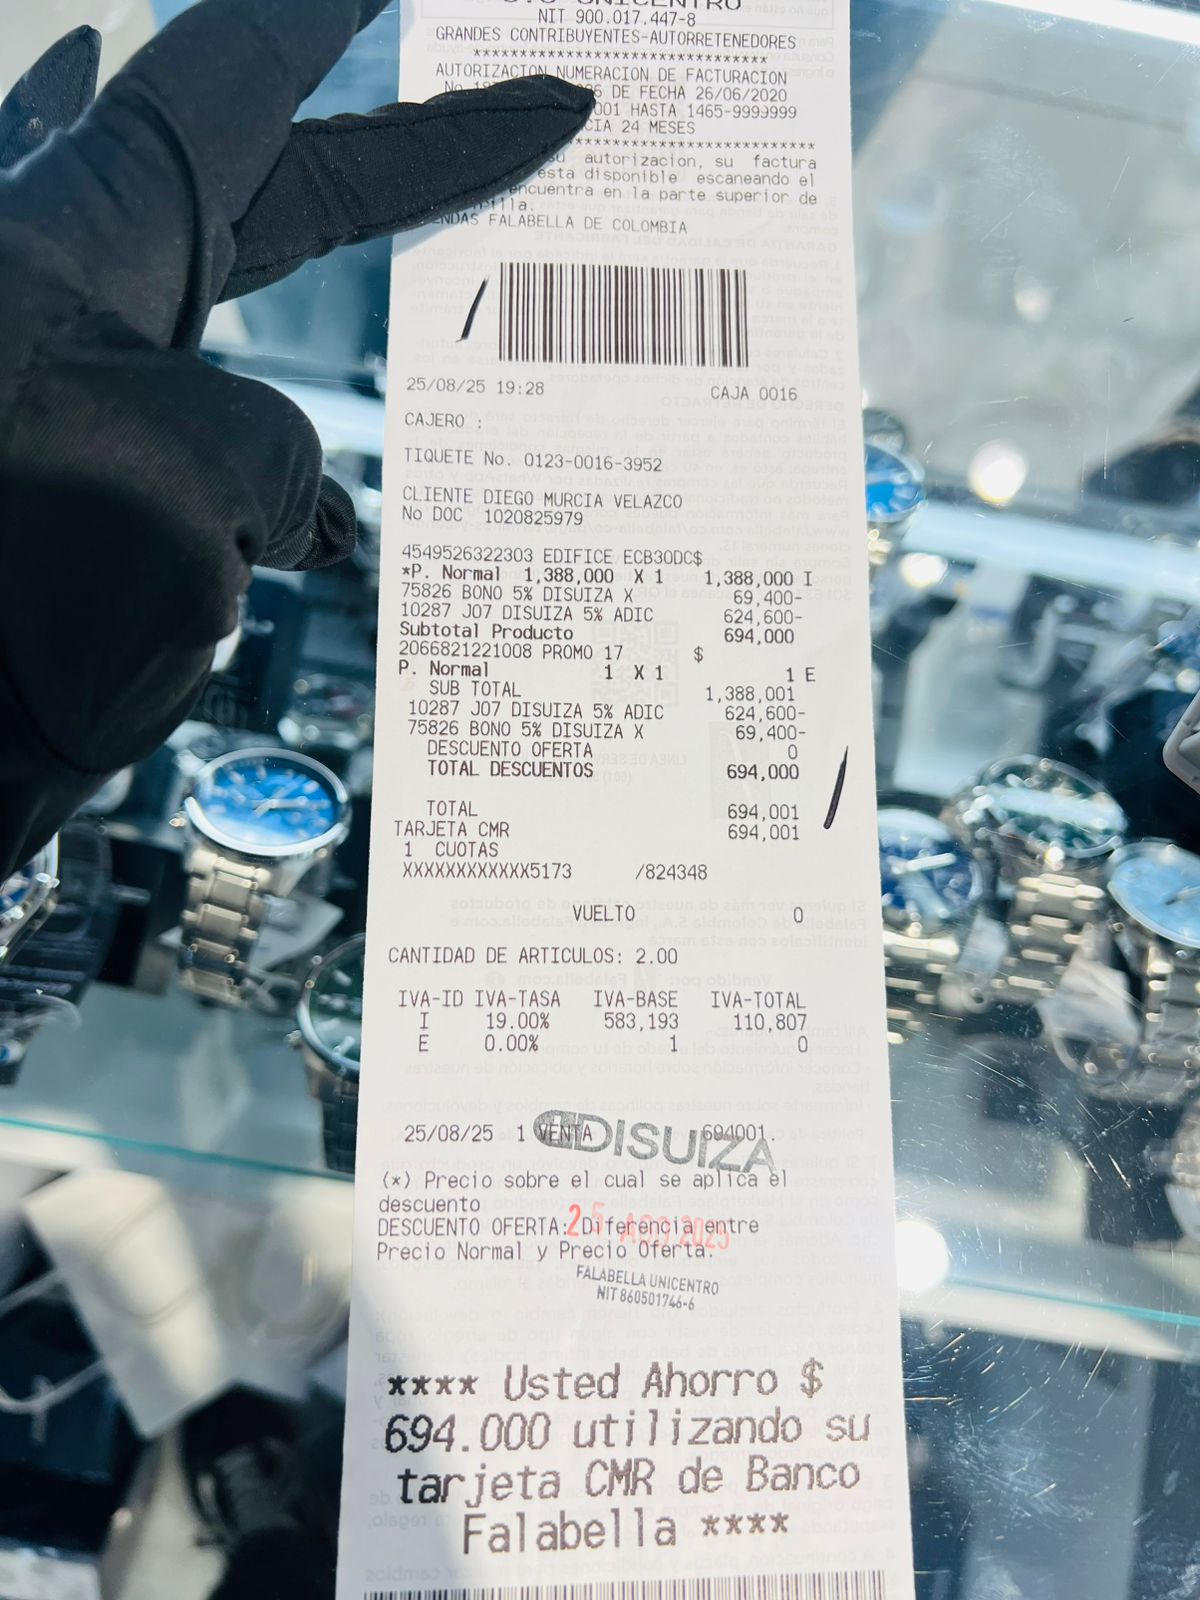 UNICENTRO
NIT 900.017.447-8
GRANDES CONTRIBUYENTES-AUTORRETENEDORES
************************************
AUTORIZACION NUMERACION DE FACTURACION
DE FECHA 26/06/2020
001 HASTA 1465-9999999
24 MESES
su autorizacion, su factura
esta disponible escaneando el
encuentra en la parte superior de
FALABELLA DE COLOMBIA
25/08/25 19:28 CAJA 0016
CAJERO :
TIQUETE No. 0123-0016-3952
CLIENTE DIEGO MURCIA VELAZCO
No DOC 1020825979
4549526322303 EDIFICE ECB30DC$
*P. Normal 1,388,000 X 1 1,388,000 I
75826 BONO 5% DISUIZA X 69,400-
10287 J07 DISUIZA 5% ADIC 624,600-
Subtotal Producto 694,000
2066821221008 PROMO 17 $
P. Normal 1 X 1 1 E
SUB TOTAL 1,388,001
10287 J07 DISUIZA 5% ADIC 624,600-
75826 BONO 5% DISUIZA X 69,400-
DESCUENTO OFERTA 0
TOTAL DESCUENTOS 694,000
TOTAL 694,001
TARJETA CMR 694,001
1 CUOTAS
XXXXXXXXXXXX5173 /824348
VUELTO 0
CANTIDAD DE ARTICULOS: 2.00
IVA-ID IVA-TASA IVA-BASE IVA-TOTAL
I 19.00% 583,193 110,807
E 0.00% 1 0
25/08/25 1 VENTA 694001.
DISUIZA
(*) Precio sobre el cual se aplica el
descuento
DESCUENTO OFERTA: Diferencia entre
25 AGO 2025
Precio Normal y Precio Oferta.
FALABELLA UNICENTRO
NIT 860501746-6
**** Usted Ahorro $
694.000 utilizando su
tarjeta CMR de Banco
Falabella ****